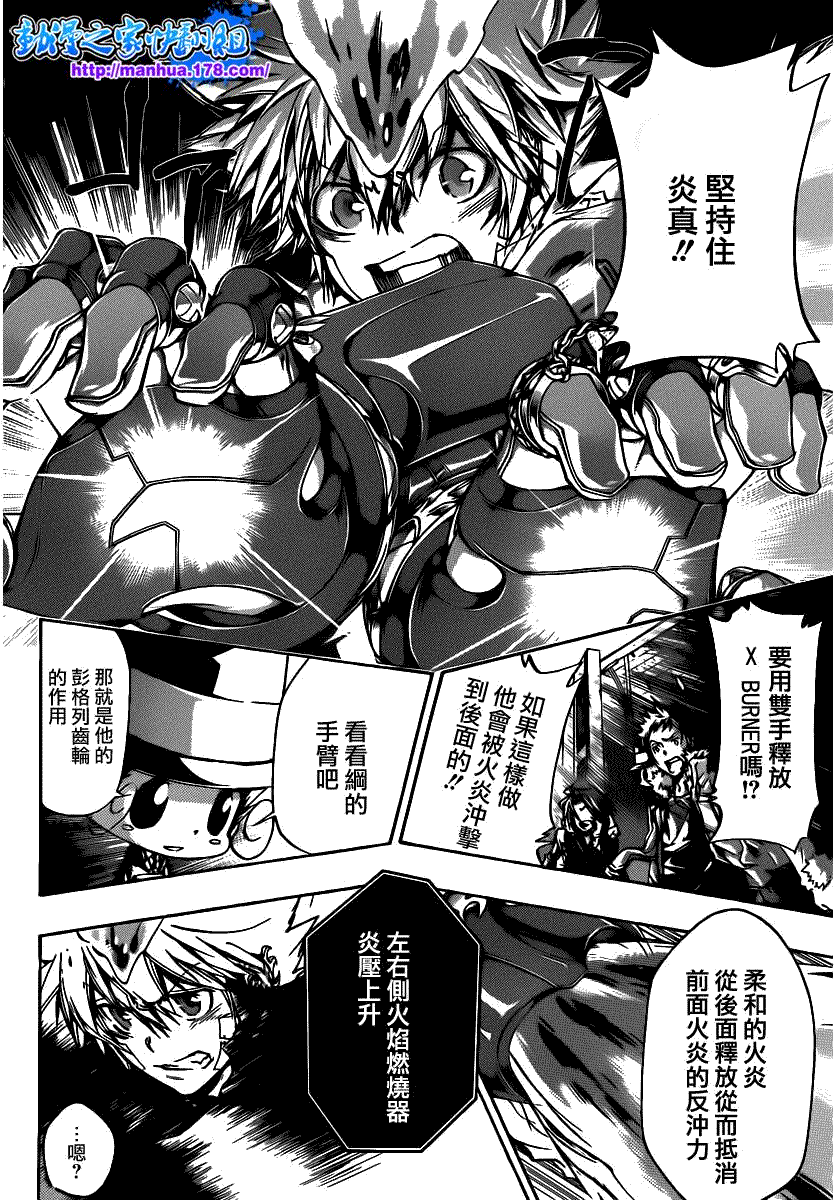 動漫之家快翻組
http://manhua.178.com/
堅持住
炎真!!
要用雙手釋放
X BURNER嗎!?
如果這樣做
他會被火炎沖擊
到後面的!!
看看綱的
手臂吧
那就是他的
彭格列齒輪
的作用
柔和的火炎
從後面釋放從而抵消
前面火炎的反沖力
左右側火焰燃燒器
炎壓上升
…嗯?